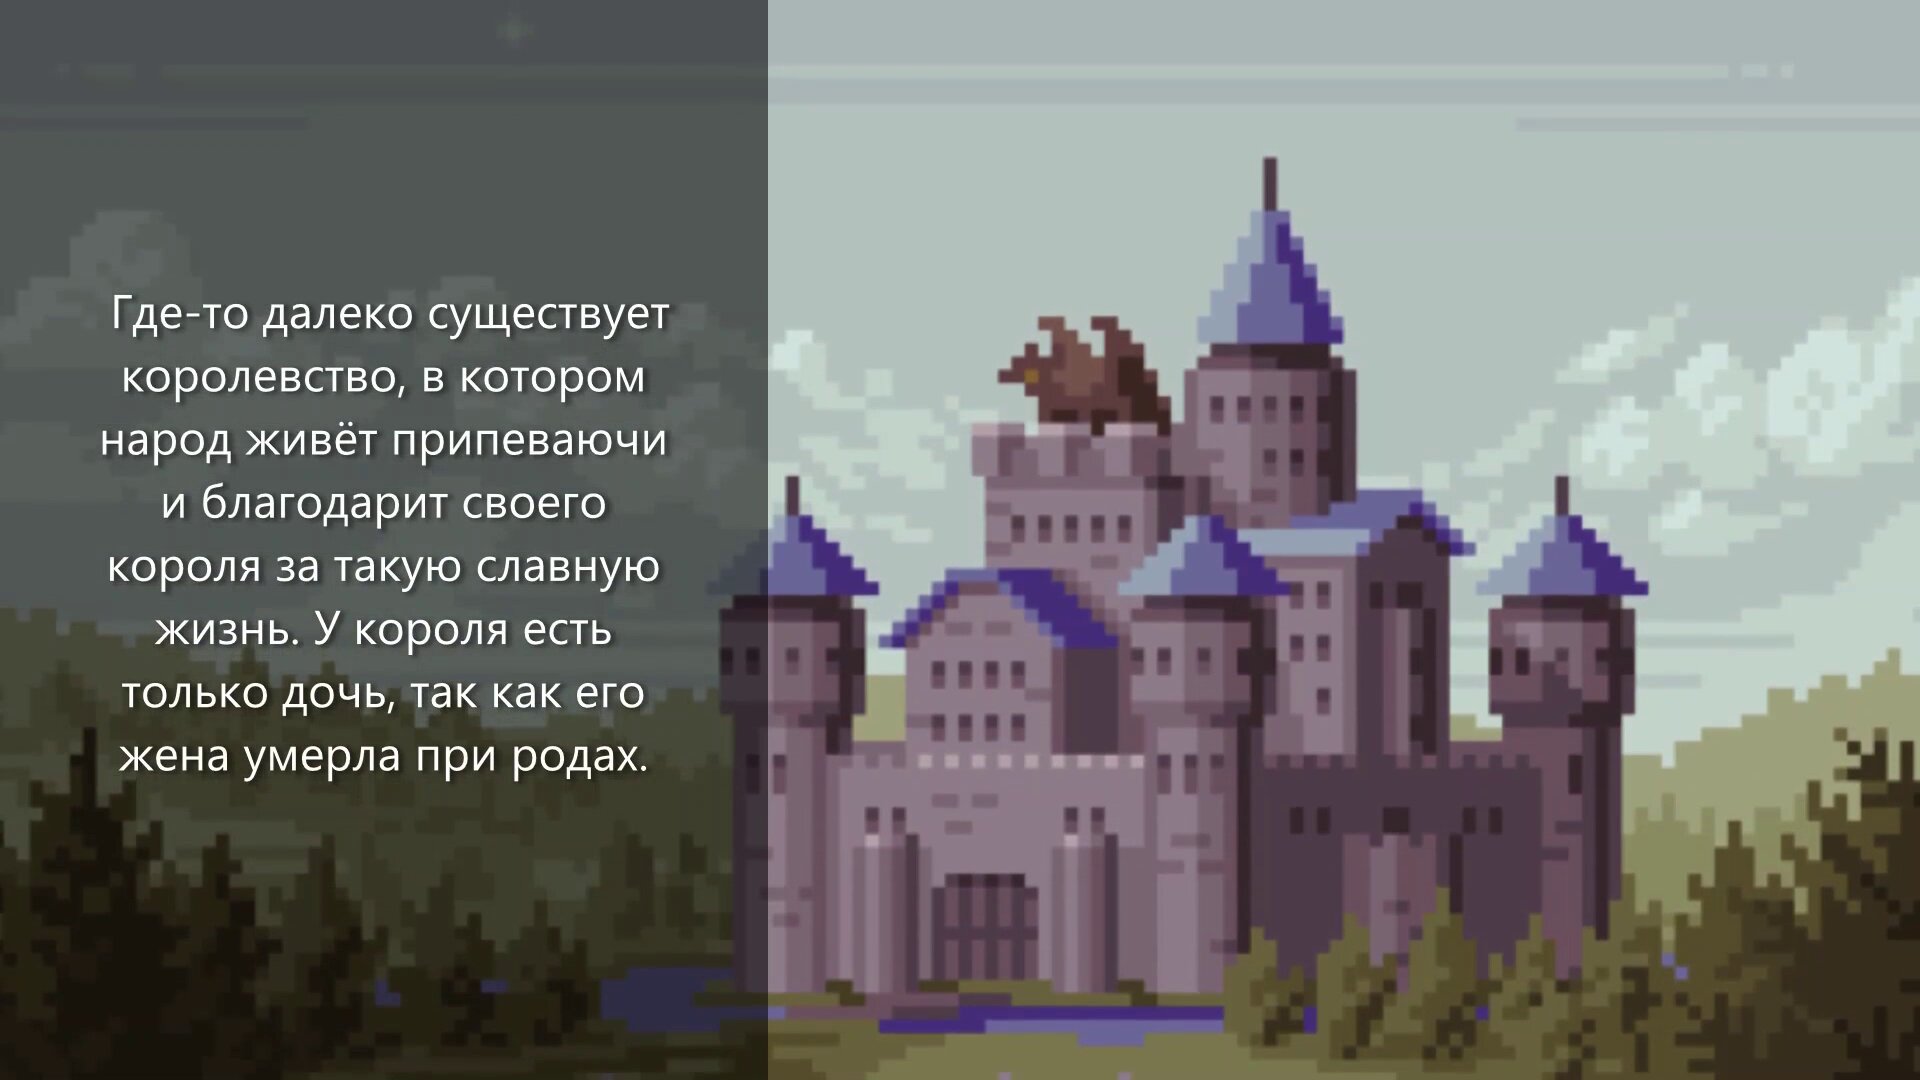 Где-то далеко существует
королевство, в котором
народ живёт припеваючи
и благодарит своего
короля за такую славную
жизнь. У короля есть
только дочь, так как его
жена умерла при родах.